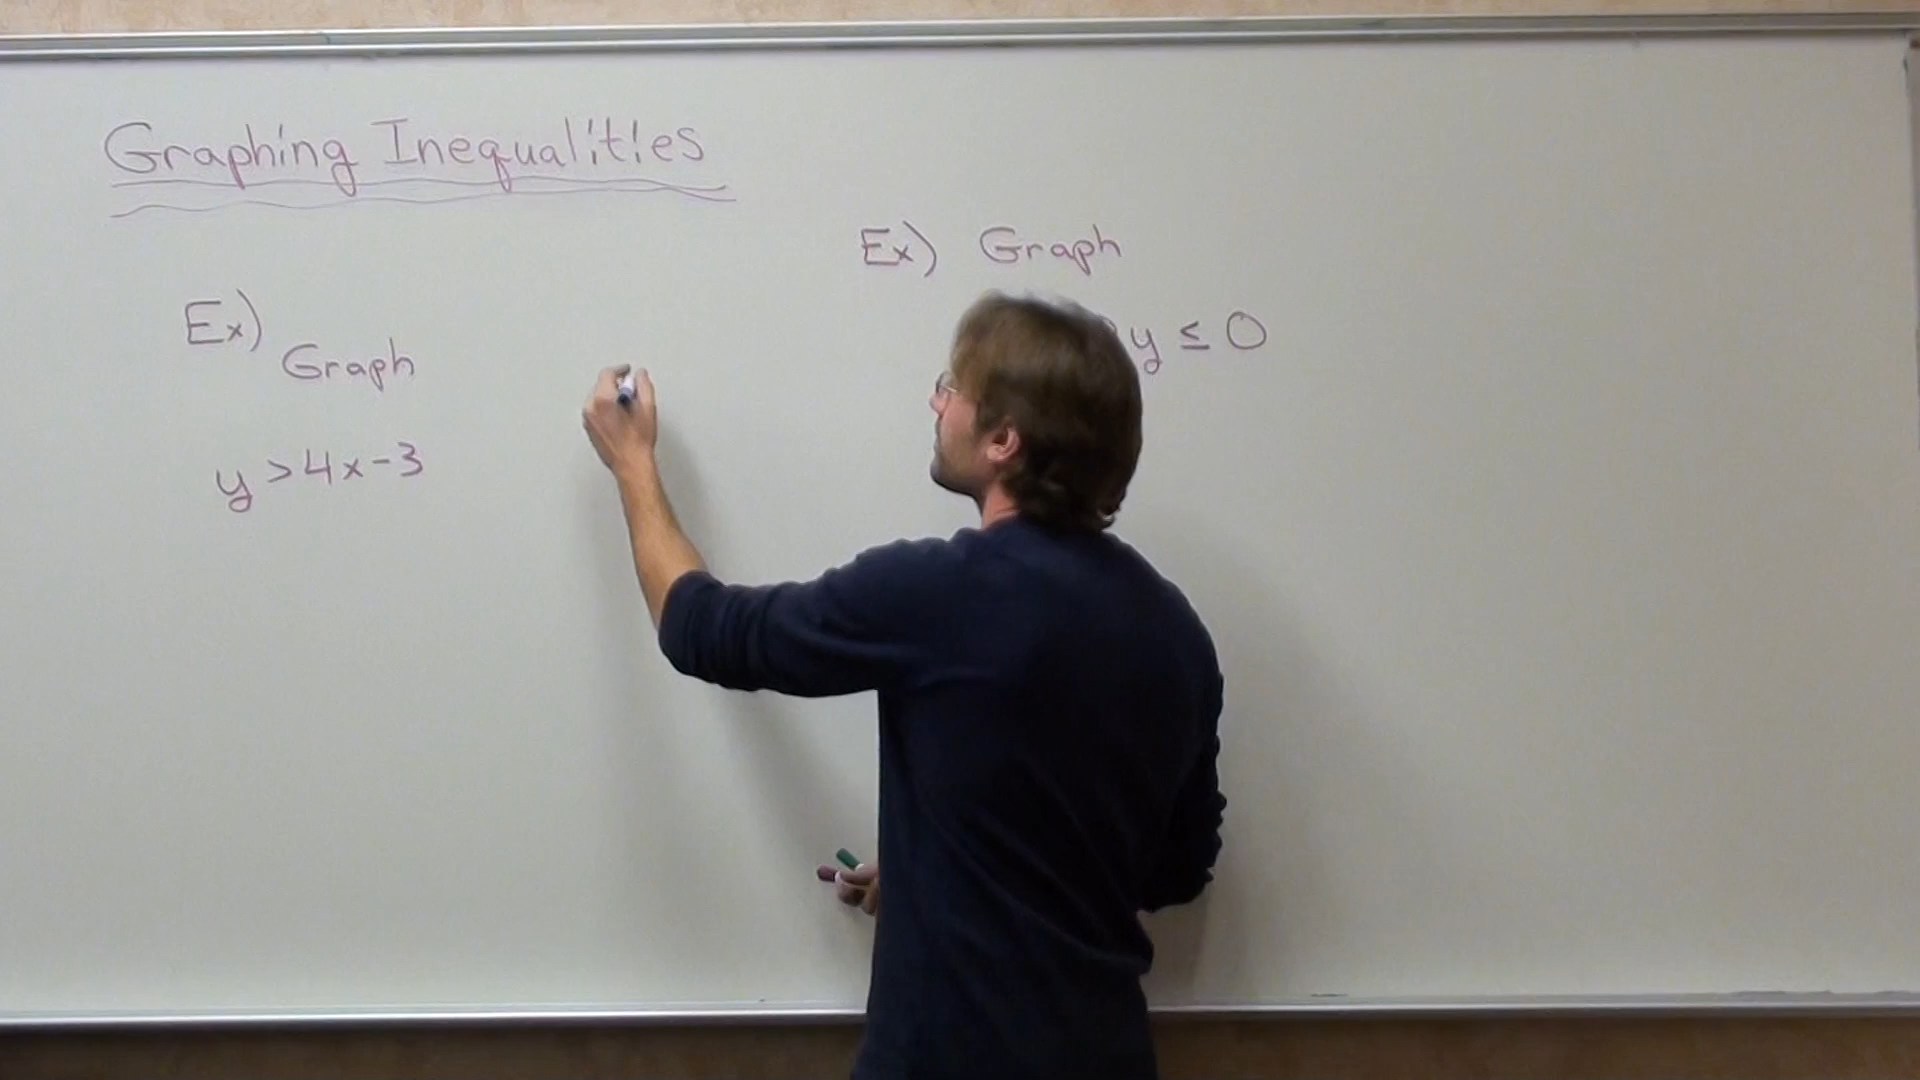 Graphing Inequalities
Ex)
Graph
y > 4x - 3
Ex) Graph
y ≤ 0